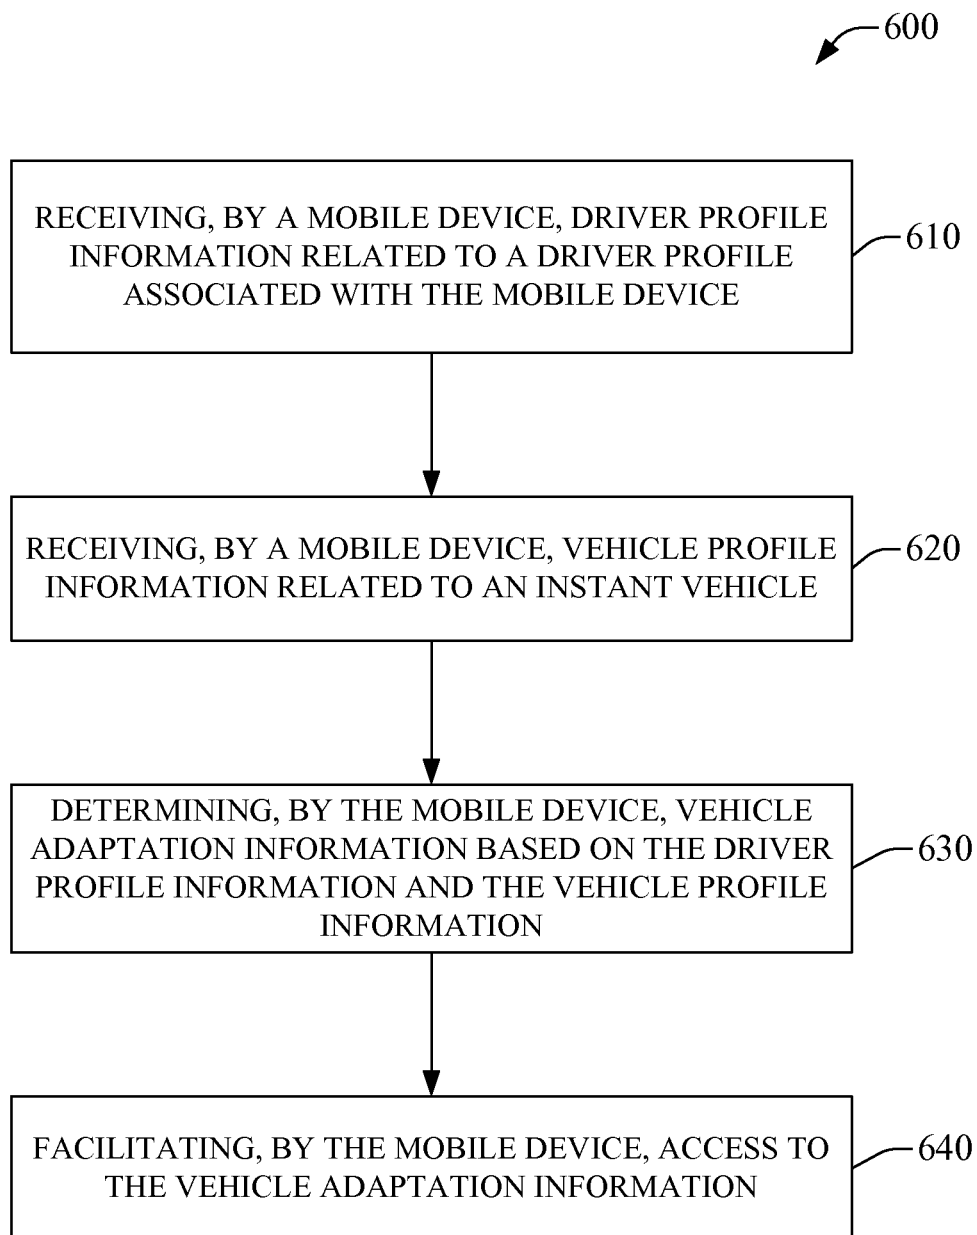 600
RECEIVING, BY A MOBILE DEVICE, DRIVER PROFILE
INFORMATION RELATED TO A DRIVER PROFILE
ASSOCIATED WITH THE MOBILE DEVICE
610
RECEIVING, BY A MOBILE DEVICE, VEHICLE PROFILE
INFORMATION RELATED TO AN INSTANT VEHICLE
620
DETERMINING, BY THE MOBILE DEVICE, VEHICLE
ADAPTATION INFORMATION BASED ON THE DRIVER
PROFILE INFORMATION AND THE VEHICLE PROFILE
INFORMATION
630
FACILITATING, BY THE MOBILE DEVICE, ACCESS TO
THE VEHICLE ADAPTATION INFORMATION
640